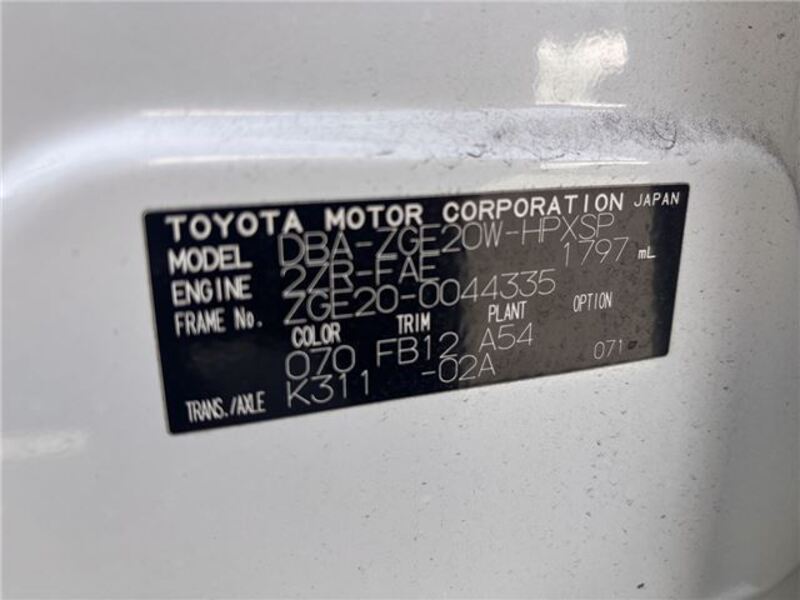 TOYOTA MOTOR CORPORATION JAPAN
MODEL DBA-ZGE20W-HPXSP
ENGINE 2ZR-FAE 1797 mL
FRAME No. ZGE20-0044335
COLOR TRIM PLANT OPTION
070 FB12 A54
TRANS./AXLE K311 -02A 071